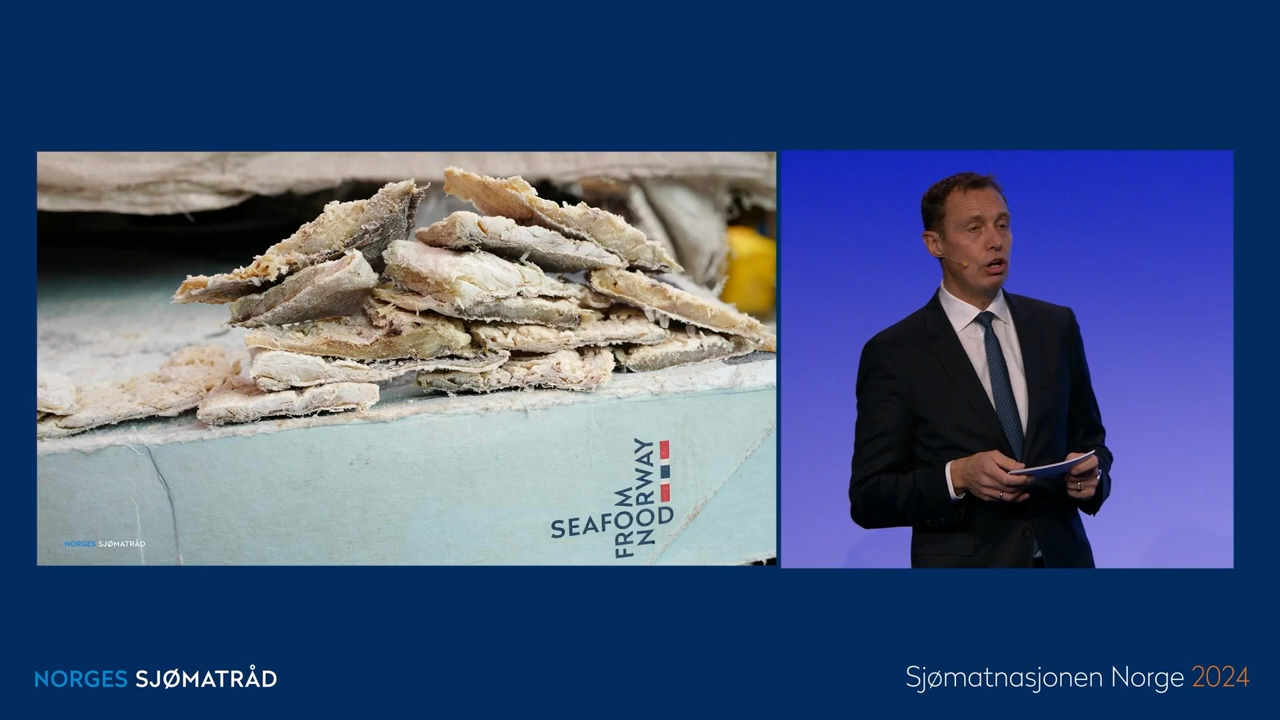 SEAFOOD
FROM
NORWAY
NORGES SJØMATRÅD
NORGES SJØMATRÅD
Sjømatnasjonen Norge 2024